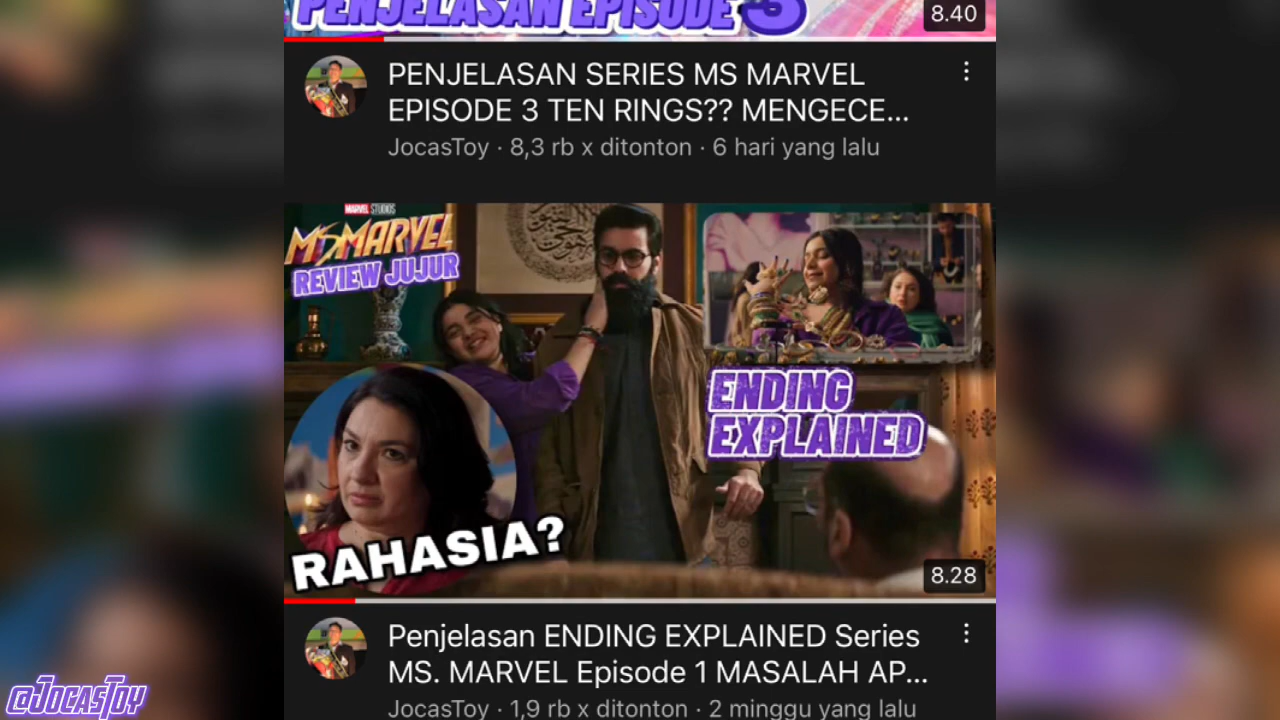 PENJELASAN EPISODE 3
8.40
PENJELASAN SERIES MS MARVEL
EPISODE 3 TEN RINGS?? MENGECE...
JocasToy · 8,3 rb x ditonton · 6 hari yang lalu
MARVEL STUDIOS
MS MARVEL
REVIEW JUJUR
ENDING
EXPLAINED
RAHASIA?
8.28
Penjelasan ENDING EXPLAINED Series
MS. MARVEL Episode 1 MASALAH AP...
JocasToy · 1,9 rb x ditonton · 2 minggu yang lalu
@JocasToy